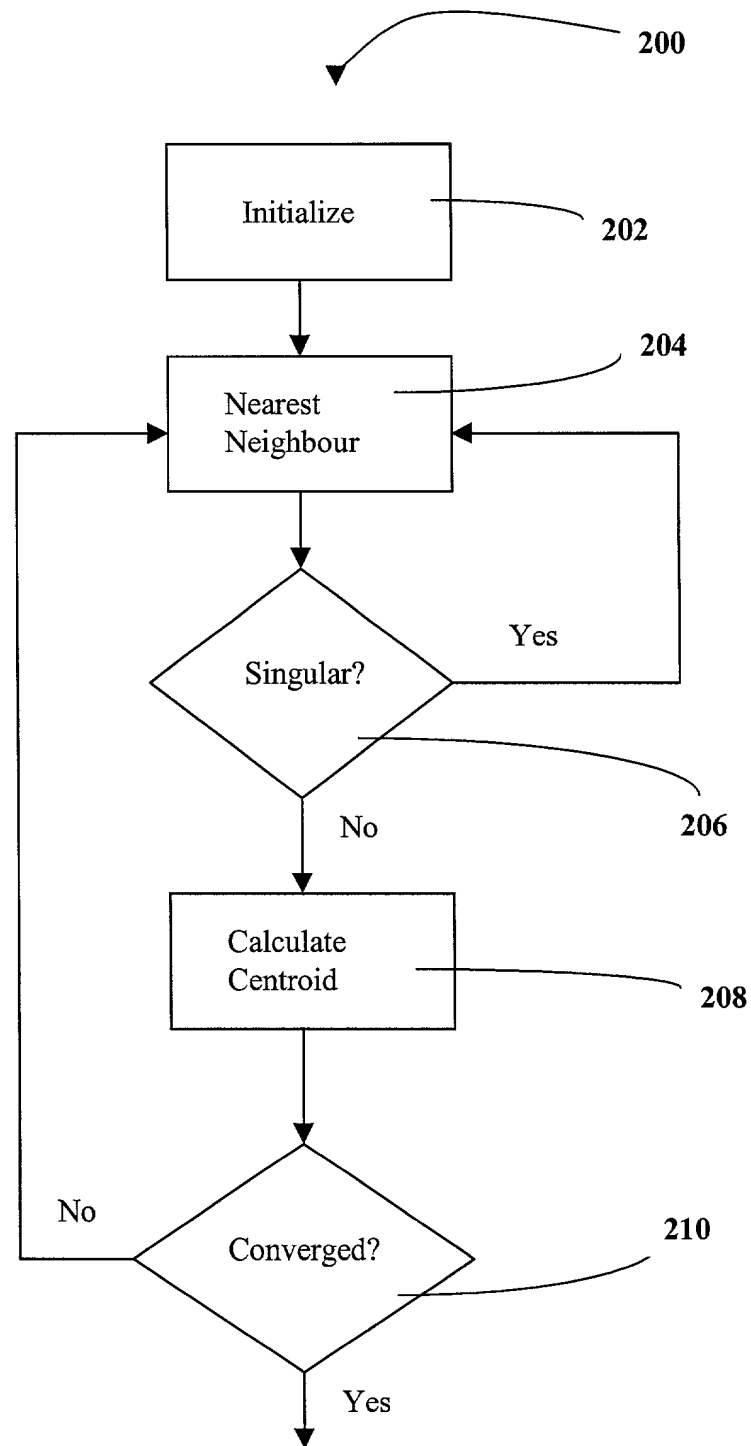 200
Initialize
202
204
Nearest
Neighbour
Yes
Singular?
206
No
Calculate
Centroid
208
No
210
Converged?
Yes